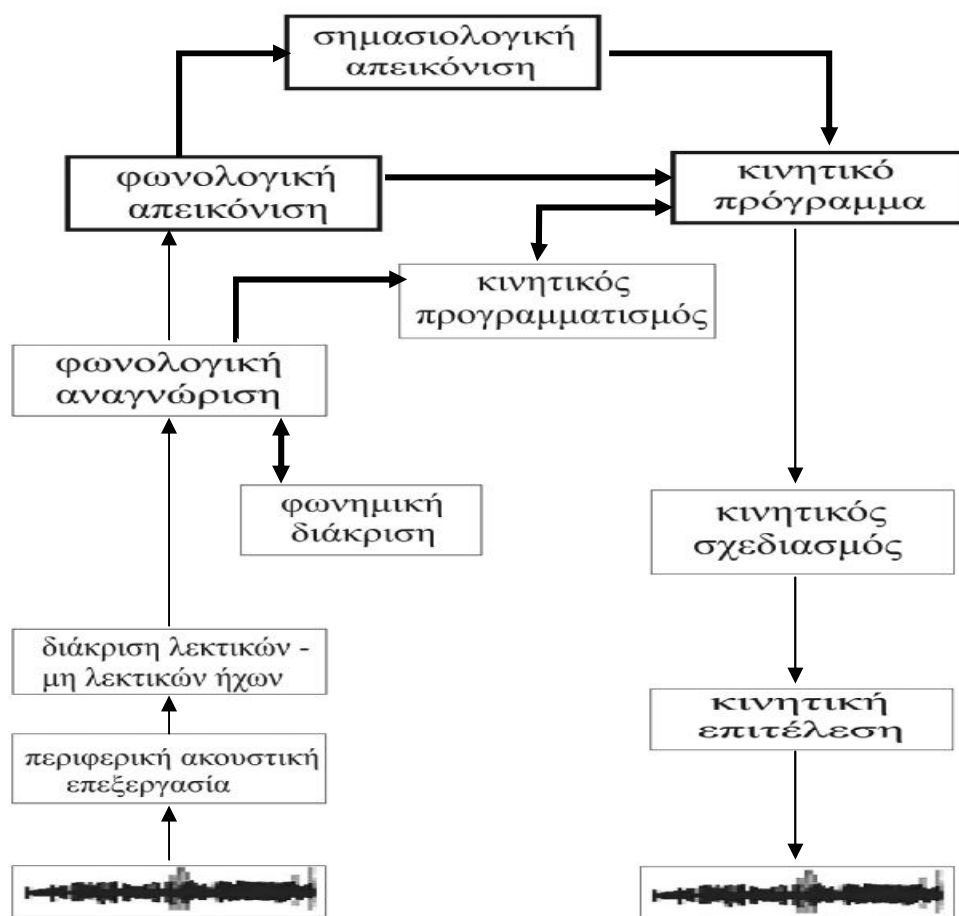 σημασιολογική
απεικόνιση
φωνολογική
απεικόνιση
κινητικό
πρόγραμμα
κινητικός
προγραμματισμός
φωνολογική
αναγνώριση
φωνημική
διάκριση
κινητικός
σχεδιασμός
διάκριση λεκτικών -
μη λεκτικών ήχων
κινητική
επιτέλεση
περιφερική ακουστική
επεξεργασία